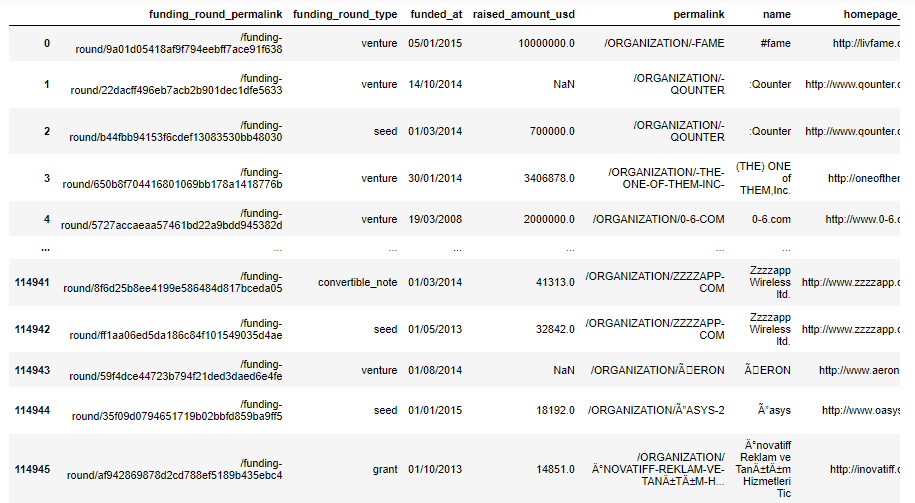 funding_round_permalink funding_round_type funded_at raised_amount_usd permalink name homepage_
0 /funding-
round/9a01d05418af9f794eebff7ace91f638 venture 05/01/2015 10000000.0 /ORGANIZATION/-FAME #fame http://livfame.c
1 /funding-
round/22dacff496eb7acb2b901dec1dfe5633 venture 14/10/2014 NaN /ORGANIZATION/-
QOUNTER :Qounter http://www.qounter.c
2 /funding-
round/b44fbb94153f6cdef13083530bb48030 seed 01/03/2014 700000.0 /ORGANIZATION/-
QOUNTER :Qounter http://www.qounter.c
3 /funding-
round/650b8f704416801069bb178a1418776b venture 30/01/2014 3406878.0 /ORGANIZATION/-THE-
ONE-OF-THEM-INC- (THE) ONE
of
THEM,Inc. http://oneofthem
4 /funding-
round/5727accaeaa57461bd22a9bdd945382d venture 19/03/2008 2000000.0 /ORGANIZATION/0-6-COM 0-6.com http://www.0-6.c
... ... ... ... ... ... ...
114941 /funding-
round/8f6d25b8ee4199e586484d817bceda05 convertible_note 01/03/2014 41313.0 /ORGANIZATION/ZZZZAPP-
COM Zzzzapp
Wireless
ltd. http://www.zzzzapp.c
114942 /funding-
round/ff1aa06ed5da186c84f101549035d4ae seed 01/05/2013 32842.0 /ORGANIZATION/ZZZZAPP-
COM Zzzzapp
Wireless
ltd. http://www.zzzzapp.c
114943 /funding-
round/59f4dce44723b794f21ded3daed6e4fe venture 01/08/2014 NaN /ORGANIZATION/Ã□ERON Ã□ERON http://www.aeron
114944 /funding-
round/35f09d0794651719b02bbfd859ba9ff5 seed 01/01/2015 18192.0 /ORGANIZATION/Ã”ASYS-2 Ã”asys http://www.oasys
114945 /funding-
round/af942869878d2cd788ef5189b435ebc4 grant 01/10/2013 14851.0 /ORGANIZATION/
Ä°NOVATIFF-REKLAM-VE-
TANÄ±TÄ±M-H... Ä°novatiff
Reklam ve
TanÄ±tÄ±m
Hizmetleri
Tic http://inovatiff.c